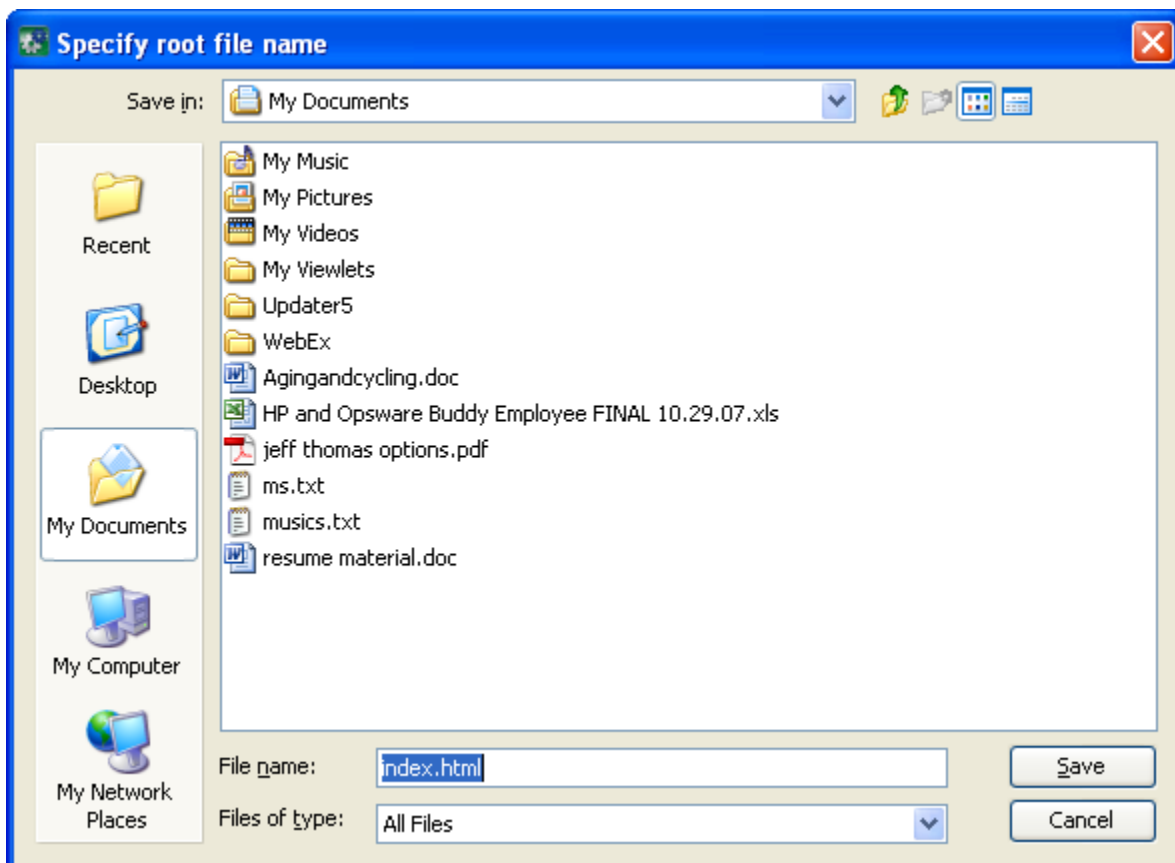 Specify root file name
Save in:
My Documents
Recent
Desktop
My Documents
My Computer
My Network
Places
My Music
My Pictures
My Videos
My Viewlets
Updater5
WebEx
Agingandcycling.doc
HP and Opsware Buddy Employee FINAL 10.29.07.xls
jeff thomas options.pdf
ms.txt
musics.txt
resume material.doc
File name:
index.html
Save
Files of type:
All Files
Cancel